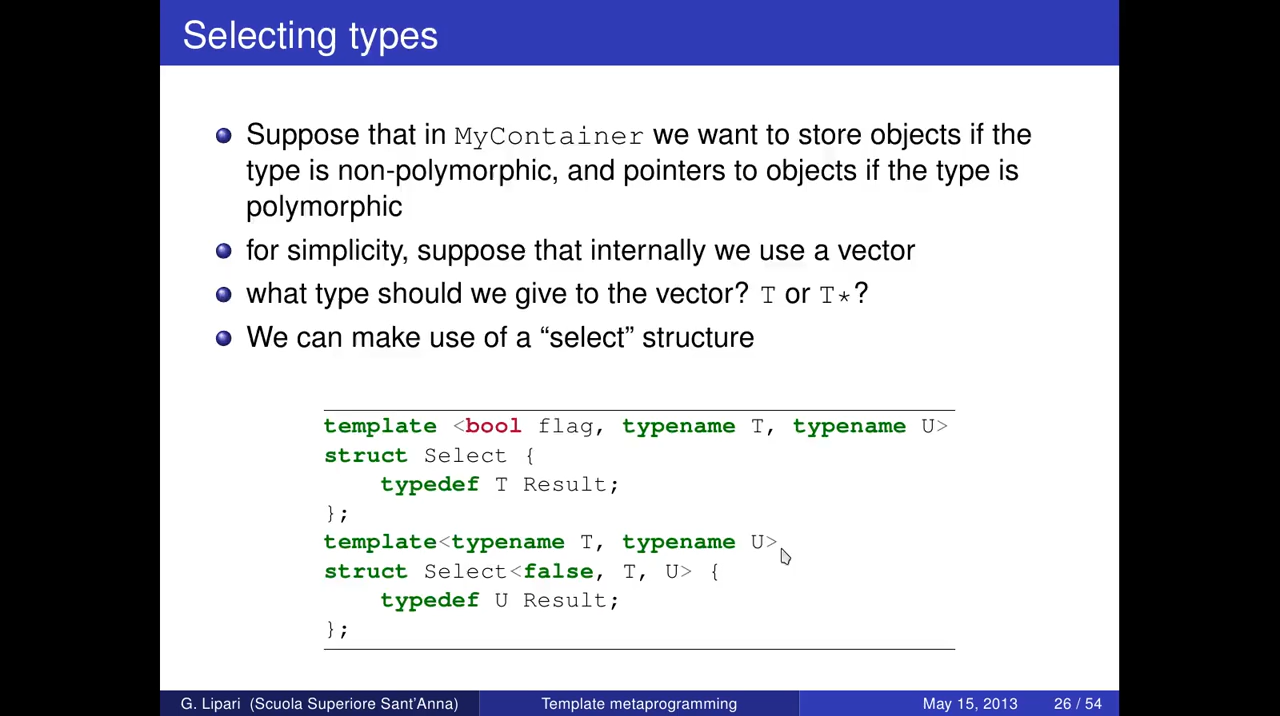 Selecting types
Suppose that in MyContainer we want to store objects if the
type is non-polymorphic, and pointers to objects if the type is
polymorphic
for simplicity, suppose that internally we use a vector
what type should we give to the vector? T or T*?
We can make use of a “select” structure
template <bool flag, typename T, typename U>
struct Select {
    typedef T Result;
};
template<typename T, typename U>
struct Select<false, T, U> {
    typedef U Result;
};
G. Lipari (Scuola Superiore Sant’Anna) Template metaprogramming May 15, 2013 26 / 54